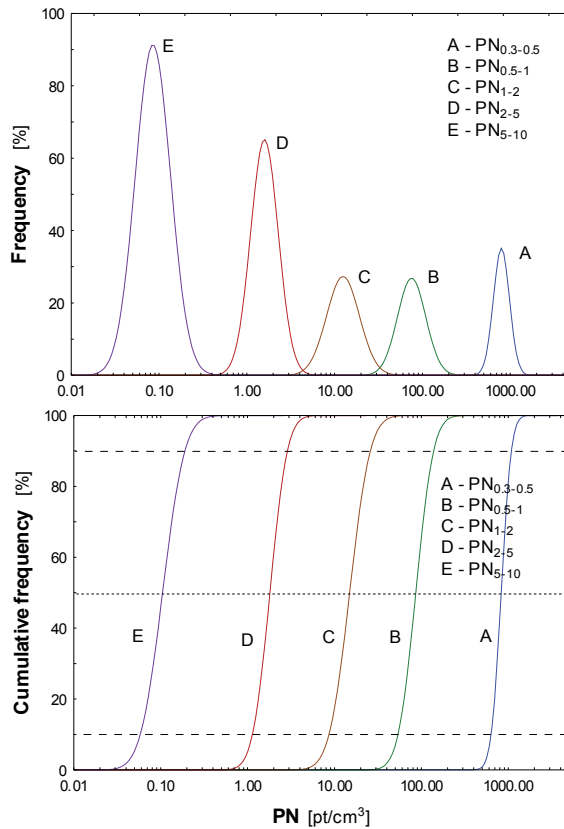 100
80
60
40
20
0
Frequency [%]
E
D
C
B
A
A - PN0.3-0.5
B - PN0.5-1
C - PN1-2
D - PN2-5
E - PN5-10
0.01 0.10 1.00 10.00 100.00 1000.00
100
80
60
40
20
0
Cumulative frequency [%]
A - PN0.3-0.5
B - PN0.5-1
C - PN1-2
D - PN2-5
E - PN5-10
E D C B A
0.01 0.10 1.00 10.00 100.00 1000.00
PN [pt/cm³]